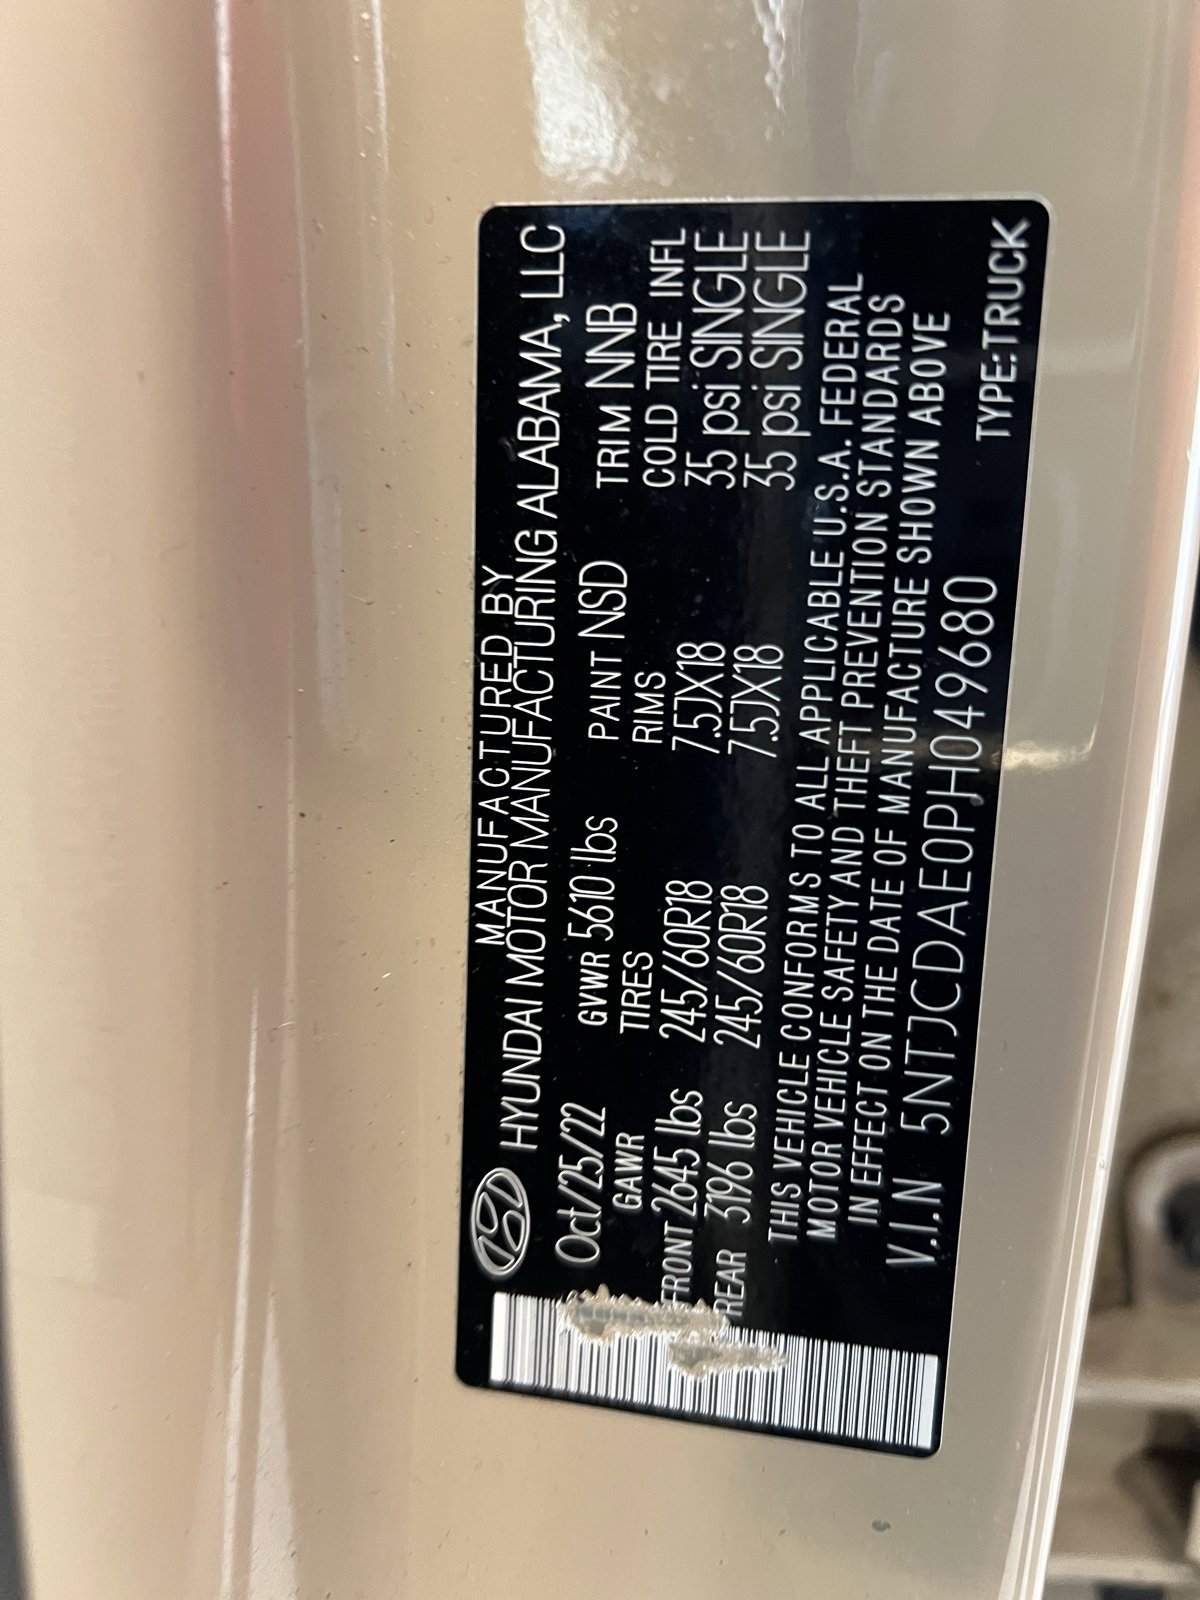 MANUFACTURED BY
HYUNDAI MOTOR MANUFACTURING ALABAMA, LLC
Oct/25/22 GVWR 5610 lbs PAINT NSD TRIM NNB
GAWR TIRES RIMS COLD TIRE INFL
FRONT 2645 lbs 245/60R18 7.5JX18 35 psi SINGLE
REAR 3196 lbs 245/60R18 7.5JX18 35 psi SINGLE
THIS VEHICLE CONFORMS TO ALL APPLICABLE U.S.A. FEDERAL
MOTOR VEHICLE SAFETY AND THEFT PREVENTION STANDARDS
IN EFFECT ON THE DATE OF MANUFACTURE SHOWN ABOVE
V.I.N 5NTJCDAE0PH049680 TYPE:TRUCK